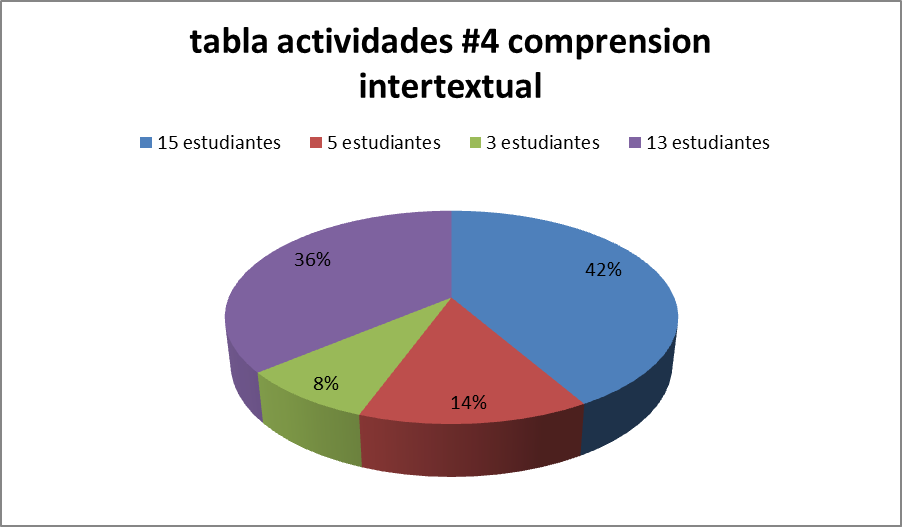 tabla actividades #4 comprension
intertextual
15 estudiantes 5 estudiantes 3 estudiantes 13 estudiantes
36%
42%
8%
14%